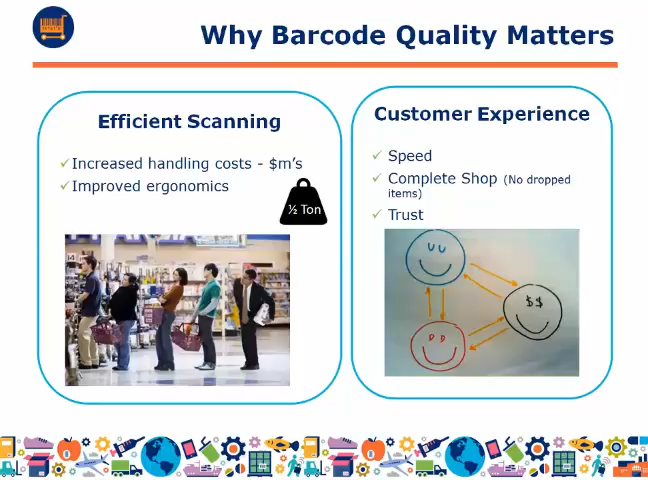 Why Barcode Quality Matters
Efficient Scanning
Increased handling costs - $m's
Improved ergonomics
½ Ton
Customer Experience
Speed
Complete Shop (No dropped
items)
Trust
$$